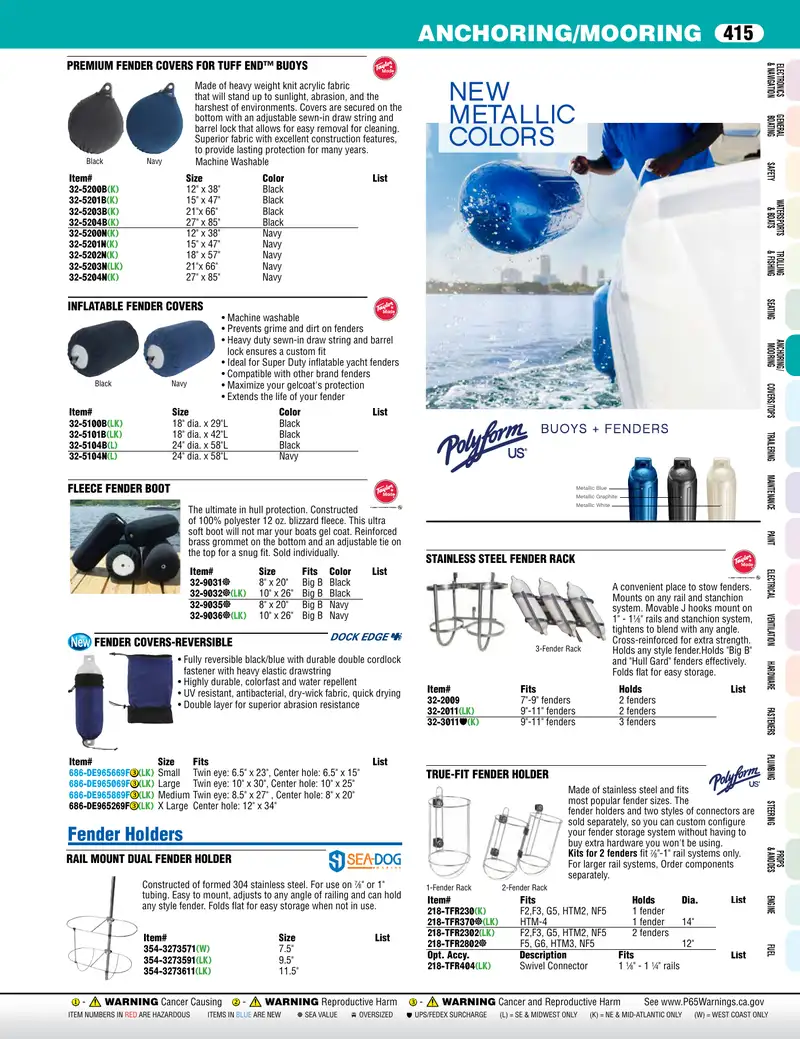 ANCHORING/MOORING 415
PREMIUM FENDER COVERS FOR TUFF END™ BUOYS
Taylor Made
Made of heavy weight knit acrylic fabric
that will stand up to sunlight, abrasion, and the
harshest of environments. Covers are secured on the
bottom with an adjustable sewn-in draw string and
barrel lock that allows for easy removal for cleaning.
Superior fabric with excellent construction features,
to provide lasting protection for many years.
Machine Washable
Black Navy
Item# Size Color List
32-5200B(K) 12" x 38" Black
32-5201B(K) 15" x 47" Black
32-5203B(K) 21"x 66" Black
32-5204B(K) 27" x 85" Black
32-5200N(K) 12" x 38" Navy
32-5201N(K) 15" x 47" Navy
32-5202N(K) 18" x 57" Navy
32-5203N(LK) 21"x 66" Navy
32-5204N(K) 27" x 85" Navy
INFLATABLE FENDER COVERS
Taylor Made
• Machine washable
• Prevents grime and dirt on fenders
• Heavy duty sewn-in draw string and barrel
lock ensures a custom fit
• Ideal for Super Duty inflatable yacht fenders
• Compatible with other brand fenders
• Maximize your gelcoat's protection
• Extends the life of your fender
Black Navy
Item# Size Color List
32-5100B(LK) 18" dia. x 29"L Black
32-5101B(LK) 18" dia. x 42"L Black
32-5104B(L) 24" dia. x 58"L Black
32-5104N(L) 24" dia. x 58"L Navy
FLEECE FENDER BOOT
Taylor Made
The ultimate in hull protection. Constructed
of 100% polyester 12 oz. blizzard fleece. This ultra
soft boot will not mar your boats gel coat. Reinforced
brass grommet on the bottom and an adjustable tie on
the top for a snug fit. Sold individually.
Item# Size Fits Color List
32-9031 8" x 20" Big B Black
32-9032(LK) 10" x 26" Big B Black
32-9035 8" x 20" Big B Navy
32-9036(LK) 10" x 26" Big B Navy
New FENDER COVERS-REVERSIBLE
DOCK EDGE
• Fully reversible black/blue with durable double cordlock
fastener with heavy elastic drawstring
• Highly durable, colorfast and water repellent
• UV resistant, antibacterial, dry-wick fabric, quick drying
• Double layer for superior abrasion resistance
Item# Size Fits List
686-DE965669F③(LK) Small Twin eye: 6.5" x 23", Center hole: 6.5" x 15"
686-DE965069F③(LK) Large Twin eye: 10" x 30", Center hole: 10" x 25"
686-DE965869F③(LK) Medium Twin eye: 8.5" x 27" , Center hole: 8" x 20"
686-DE965269F③(LK) X Large Center hole: 12" x 34"
Fender Holders
RAIL MOUNT DUAL FENDER HOLDER
SEA-DOG
Constructed of formed 304 stainless steel. For use on ⅞" or 1"
tubing. Easy to mount, adjusts to any angle of railing and can hold
any style fender. Folds flat for easy storage when not in use.
Item# Size List
354-3273571(W) 7.5"
354-3273591(LK) 9.5"
354-3273611(LK) 11.5"
NEW
METALLIC
COLORS
Polyform US®
BUOYS + FENDERS
Metallic Blue
Metallic Graphite
Metallic White
STAINLESS STEEL FENDER RACK
Taylor Made
A convenient place to stow fenders.
Mounts on any rail and stanchion
system. Movable J hooks mount on
1" - 1⅛" rails and stanchion system,
tightens to blend with any angle.
Cross-reinforced for extra strength.
Holds any style fender.Holds "Big B"
and "Hull Gard" fenders effectively.
Folds flat for easy storage.
3-Fender Rack
Item# Fits Holds List
32-2009 7"-9" fenders 2 fenders
32-2011(LK) 9"-11" fenders 2 fenders
32-3011(K) 9"-11" fenders 3 fenders
TRUE-FIT FENDER HOLDER
Polyform US®
Made of stainless steel and fits
most popular fender sizes. The
fender holders and two styles of connectors are
sold separately, so you can custom configure
your fender storage system without having to
buy extra hardware you won't be using.
Kits for 2 fenders fit ⅞"-1" rail systems only.
For larger rail systems, Order components
separately.
1-Fender Rack 2-Fender Rack
Item# Fits Holds Dia. List
218-TFR230(K) F2,F3, G5, HTM2, NF5 1 fender
218-TFR370(LK) HTM-4 1 fender 14"
218-TFR2302(LK) F2,F3, G5, HTM2, NF5 2 fenders
218-TFR2802 F5, G6, HTM3, NF5 12"
Opt. Accy. Description Fits List
218-TFR404(LK) Swivel Connector 1 ⅛" - 1 ¼" rails
ELECTRONICS & NAVIGATION
GENERAL BOATING
SAFETY
WATERSPORTS & BOATS
TROLLING & FISHING
SEATING
ANCHORING/ MOORING
COVERS/TOPS
TRAILERING
MAINTENANCE
PAINT
ELECTRICAL
VENTILATION
HARDWARE
FASTENERS
PLUMBING
STEERING
PROPS & ANODES
ENGINE
FUEL
① - WARNING Cancer Causing ② - WARNING Reproductive Harm ③ - WARNING Cancer and Reproductive Harm See www.P65Warnings.ca.gov
ITEM NUMBERS IN RED ARE HAZARDOUS ITEMS IN BLUE ARE NEW SEA VALUE OVERSIZED UPS/FEDEX SURCHARGE (L) = SE & MIDWEST ONLY (K) = NE & MID-ATLANTIC ONLY (W) = WEST COAST ONLY